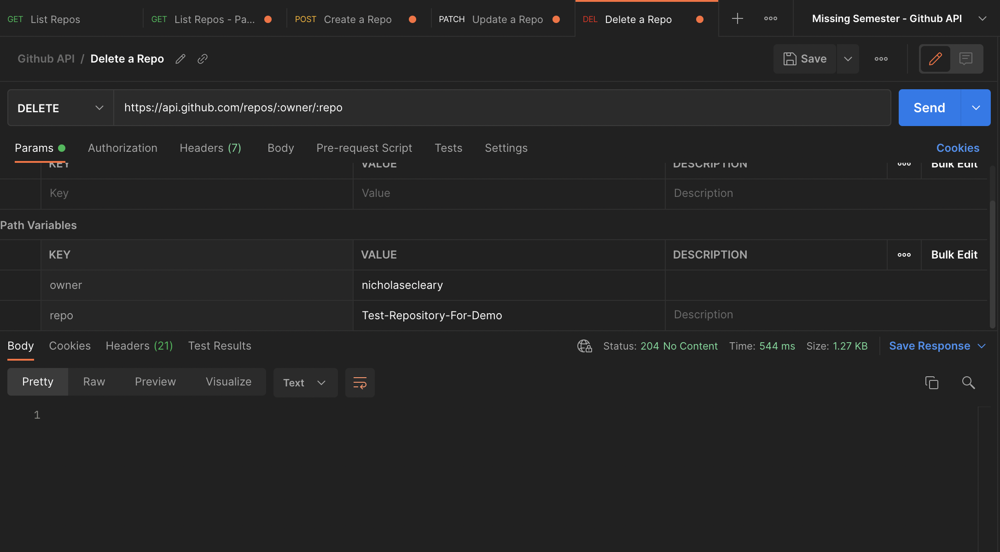 GET List Repos GET List Repos - Pa... POST Create a Repo PATCH Update a Repo DEL Delete a Repo Missing Semester - Github API
Github API / Delete a Repo Save
DELETE https://api.github.com/repos/:owner/:repo Send
Params Authorization Headers (7) Body Pre-request Script Tests Settings Cookies
KEY VALUE DESCRIPTION Bulk Edit
Key Value Description
Path Variables
KEY VALUE DESCRIPTION Bulk Edit
owner nicholasecleary
repo Test-Repository-For-Demo Description
Body Cookies Headers (21) Test Results Status: 204 No Content Time: 544 ms Size: 1.27 KB Save Response
Pretty Raw Preview Visualize Text
1